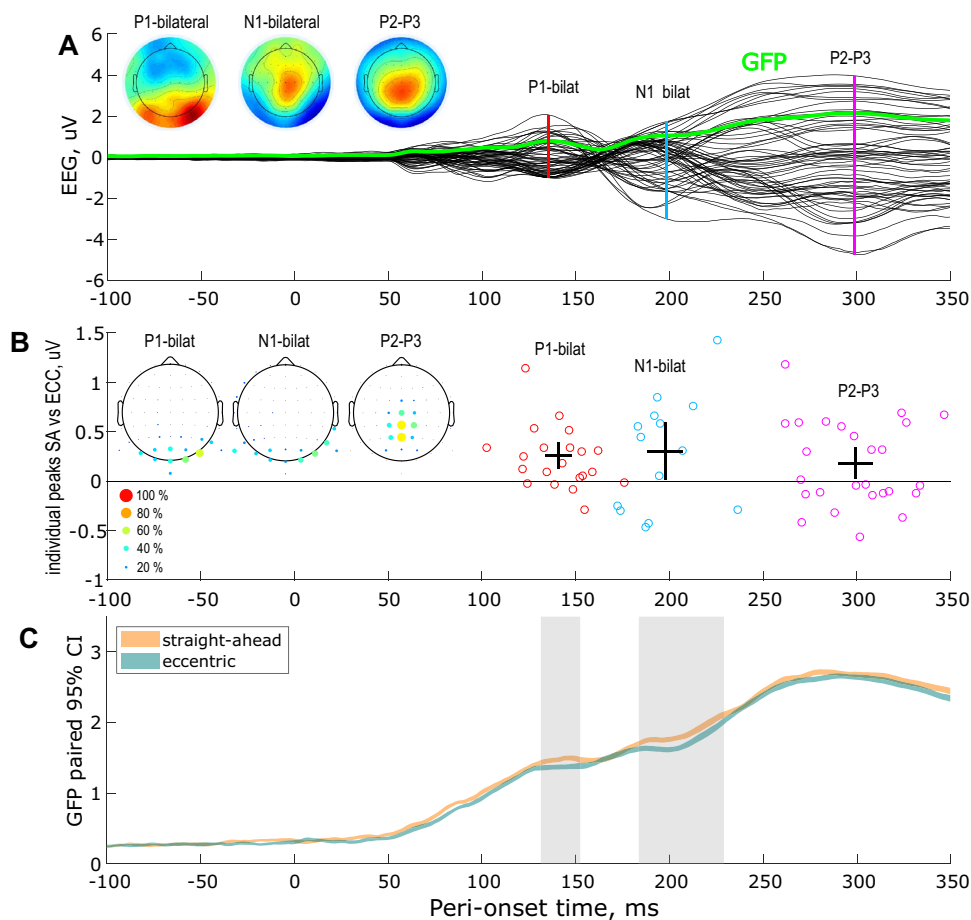 P1-bilateral N1-bilateral P2-P3
A
6
4
2
0
-2
-4
-6
EEG, uV
GFP
P1-bilat
N1 bilat
P2-P3
-100 -50 0 50 100 150 200 250 300 350
B
1.5
1
0.5
0
-0.5
-1
individual peaks SA vs ECC, uV
P1-bilat N1-bilat P2-P3
P1-bilat
N1-bilat
P2-P3
100 %
80 %
60 %
40 %
20 %
-100 -50 0 50 100 150 200 250 300 350
C
straight-ahead
eccentric
3
2
1
0
GFP paired 95% CI
-100 -50 0 50 100 150 200 250 300 350
Peri-onset time, ms